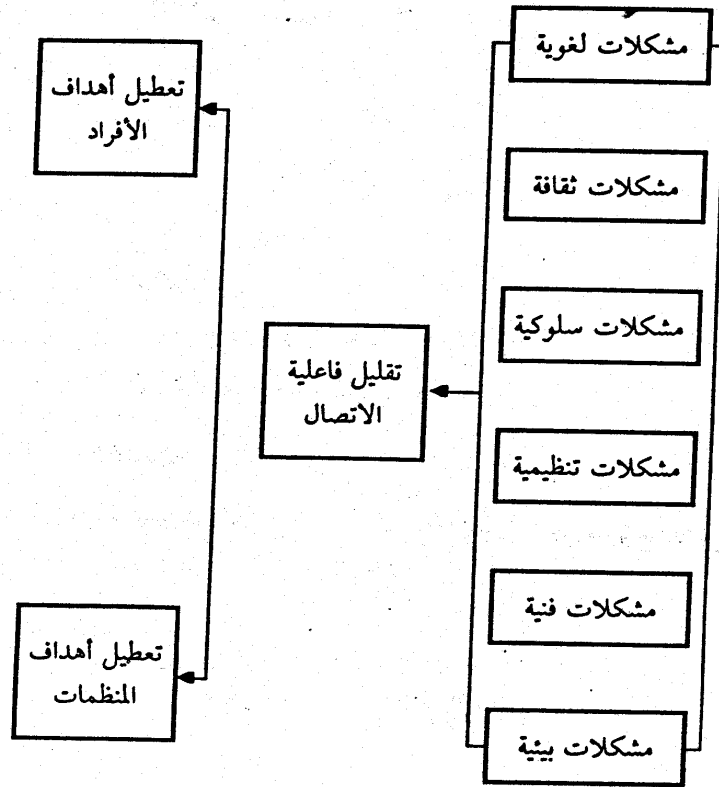 مشكلات لغوية
مشكلات ثقافة
مشكلات سلوكية
مشكلات تنظيمية
مشكلات فنية
مشكلات بيئية
تقليل فاعلية
الاتصال
تعطيل أهداف
الأفراد
تعطيل أهداف
المنظمات